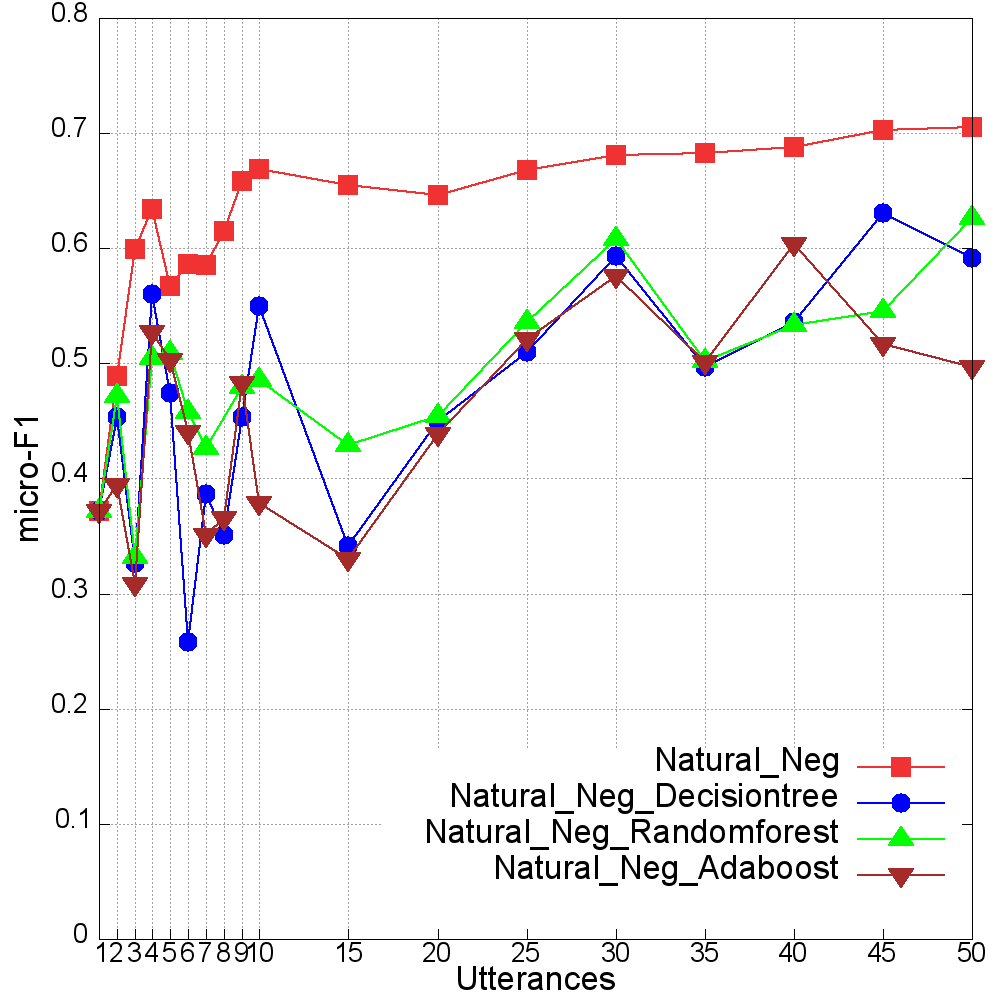 0.8
0.7
0.6
0.5
0.4
0.3
0.2
0.1
0
micro-F1
Natural_Neg
Natural_Neg_Decisiontree
Natural_Neg_Randomforest
Natural_Neg_Adaboost
1 2 3 4 5 6 7 8 9 10 15 20 25 30 35 40 45 50
Utterances